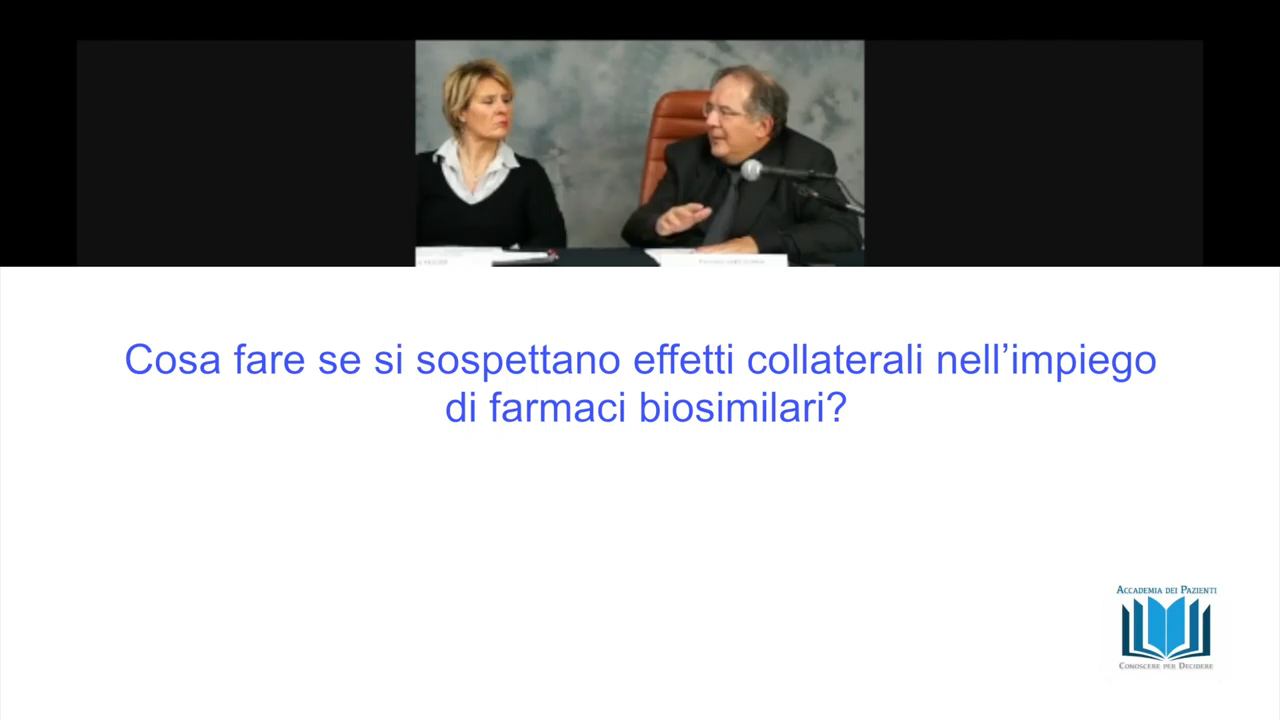 Cosa fare se si sospettano effetti collaterali nell’impiego
di farmaci biosimilari?
ACCADEMIA DEI PAZIENTI
CONOSCERE PER DECIDERE